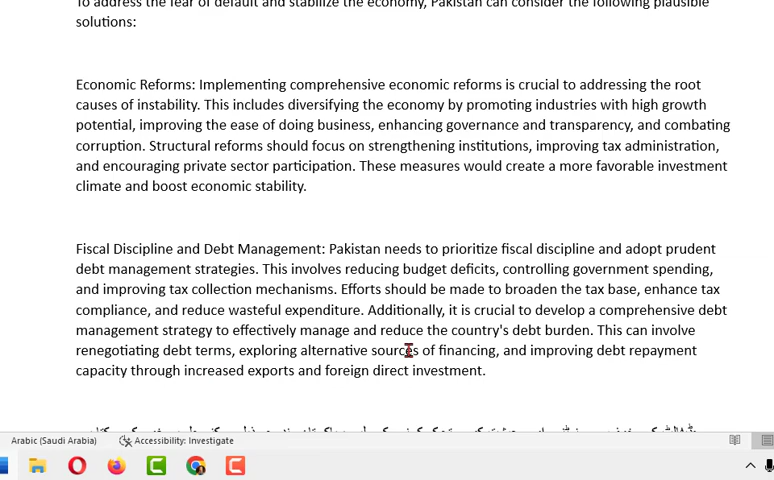 To address the fear of default and stabilize the economy, Pakistan can consider the following plausible
solutions:
Economic Reforms: Implementing comprehensive economic reforms is crucial to addressing the root
causes of instability. This includes diversifying the economy by promoting industries with high growth
potential, improving the ease of doing business, enhancing governance and transparency, and combating
corruption. Structural reforms should focus on strengthening institutions, improving tax administration,
and encouraging private sector participation. These measures would create a more favorable investment
climate and boost economic stability.
Fiscal Discipline and Debt Management: Pakistan needs to prioritize fiscal discipline and adopt prudent
debt management strategies. This involves reducing budget deficits, controlling government spending,
and improving tax collection mechanisms. Efforts should be made to broaden the tax base, enhance tax
compliance, and reduce wasteful expenditure. Additionally, it is crucial to develop a comprehensive debt
management strategy to effectively manage and reduce the country's debt burden. This can involve
renegotiating debt terms, exploring alternative sources of financing, and improving debt repayment
capacity through increased exports and foreign direct investment.
Arabic (Saudi Arabia) Accessibility: Investigate